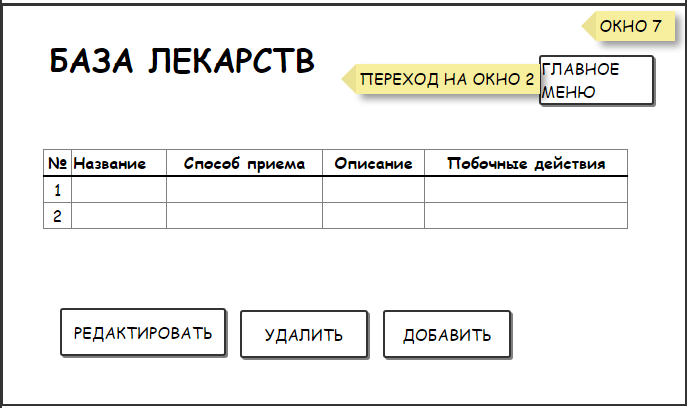 ОКНО 7
БАЗА ЛЕКАРСТВ
ПЕРЕХОД НА ОКНО 2
ГЛАВНОЕ
МЕНЮ
№ Название Способ приема Описание Побочные действия
1
2
РЕДАКТИРОВАТЬ УДАЛИТЬ ДОБАВИТЬ